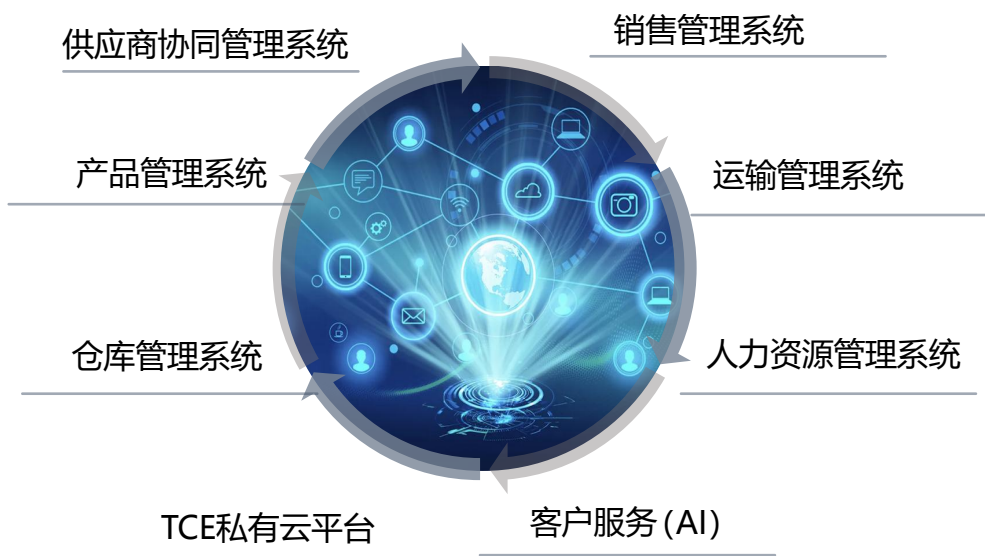 供应商协同管理系统
销售管理系统
产品管理系统
运输管理系统
仓库管理系统
人力资源管理系统
TCE私有云平台
客户服务(AI)